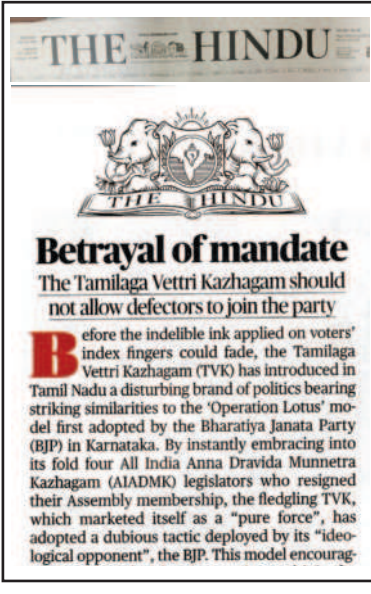 THE HINDU
THE HINDU
Betrayal of mandate
The Tamilaga Vettri Kazhagam should
not allow defectors to join the party
Before the indelible ink applied on voters'
index fingers could fade, the Tamilaga
Vettri Kazhagam (TVK) has introduced in
Tamil Nadu a disturbing brand of politics bearing
striking similarities to the 'Operation Lotus' mo-
del first adopted by the Bharatiya Janata Party
(BJP) in Karnataka. By instantly embracing into
its fold four All India Anna Dravida Munnetra
Kazhagam (AIADMK) legislators who resigned
their Assembly membership, the fledgling TVK,
which marketed itself as a "pure force", has
adopted a dubious tactic deployed by its "ideo-
logical opponent", the BJP. This model encourag-